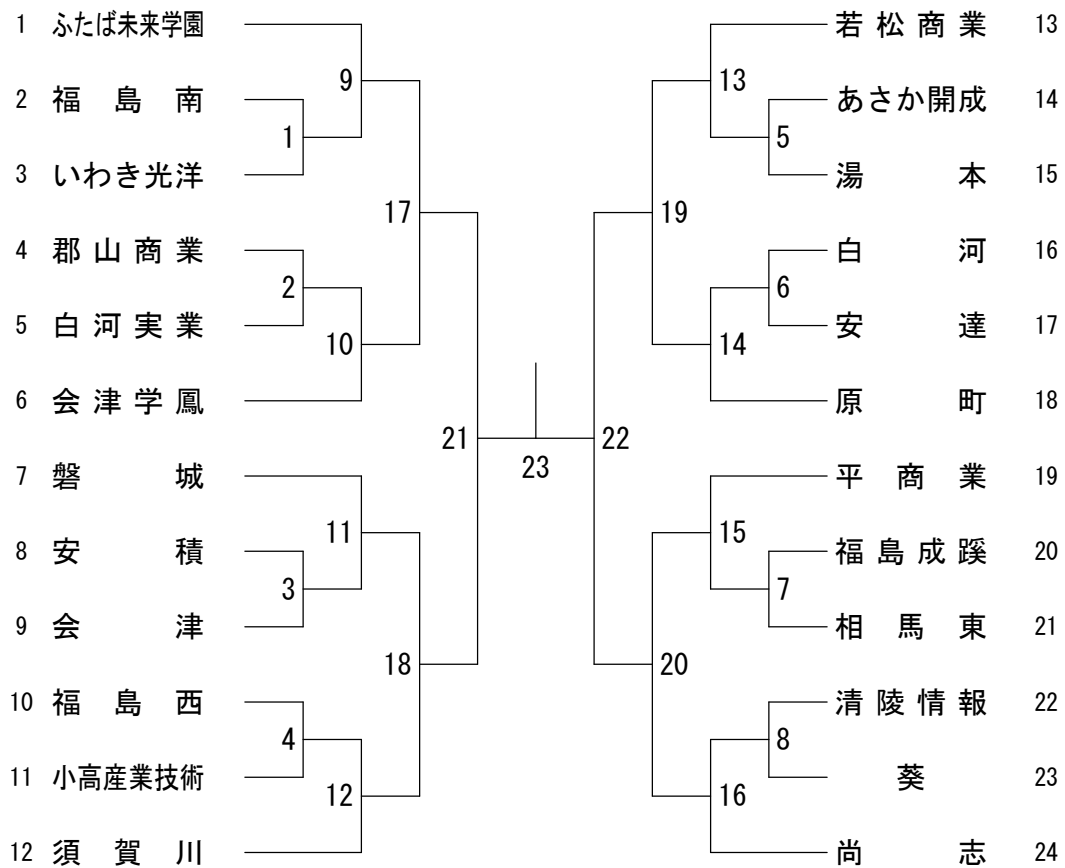 1 ふたば未来学園
2 福島南
3 いわき光洋
4 郡山商業
5 白河実業
6 会津学鳳
7 磐城
8 安積
9 会津
10 福島西
11 小高産業技術
12 須賀川
9
1
17
2
10
21
11
3
18
4
12
23
22
19
13
5
14
6
20
15
7
16
8
若松商業 13
あさか開成 14
湯本 15
白河 16
安達 17
原町 18
平商業 19
福島成蹊 20
相馬東 21
清陵情報 22
葵 23
尚志 24